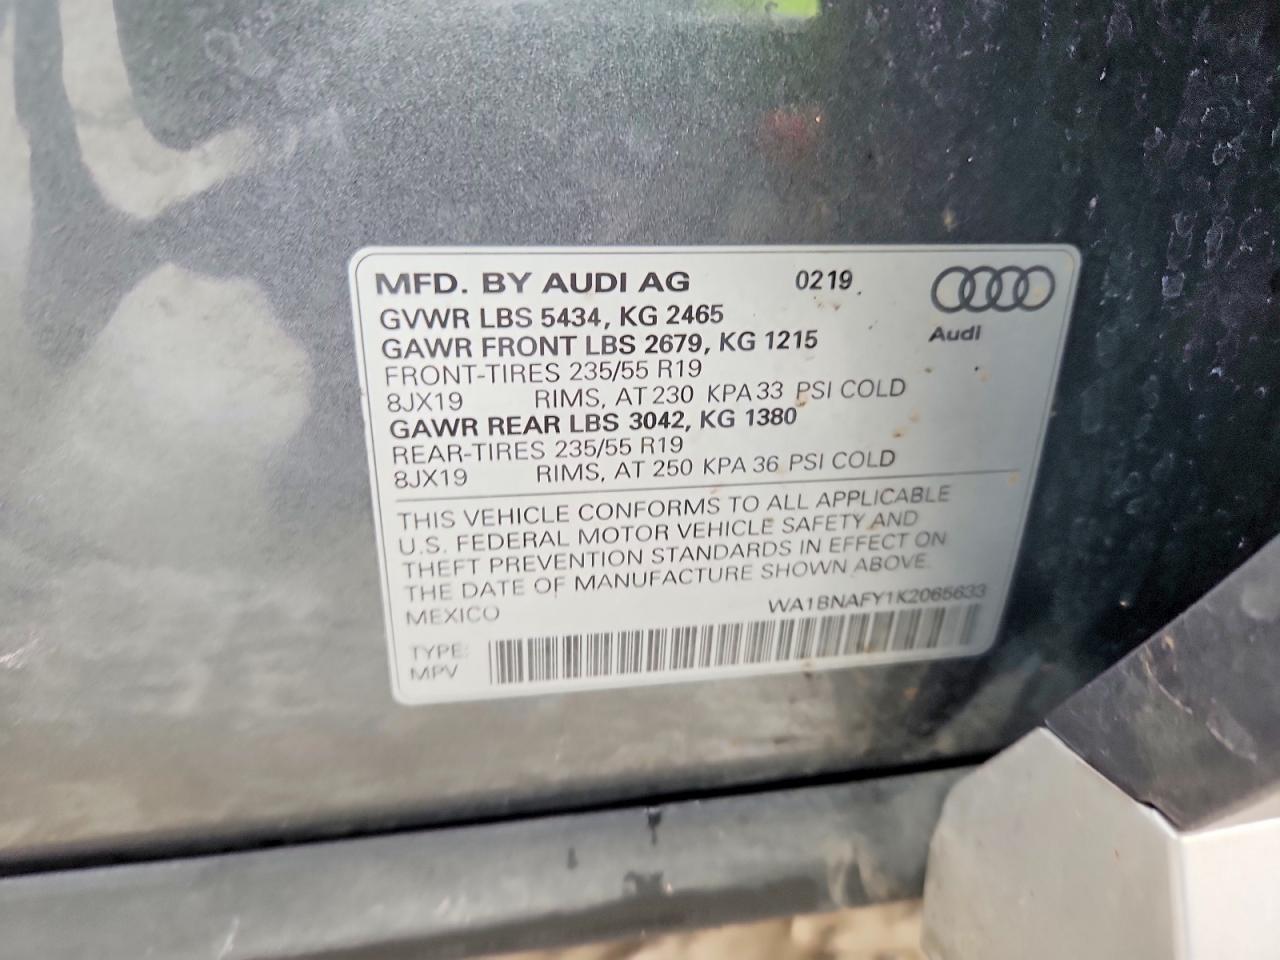 MFD. BY AUDI AG 0219
GVWR LBS 5434, KG 2465
GAWR FRONT LBS 2679, KG 1215
Audi
FRONT-TIRES 235/55 R19
8JX19 RIMS, AT 230 KPA 33 PSI COLD
GAWR REAR LBS 3042, KG 1380
REAR-TIRES 235/55 R19
8JX19 RIMS, AT 250 KPA 36 PSI COLD
THIS VEHICLE CONFORMS TO ALL APPLICABLE
U.S. FEDERAL MOTOR VEHICLE SAFETY AND
THEFT PREVENTION STANDARDS IN EFFECT ON
THE DATE OF MANUFACTURE SHOWN ABOVE.
MEXICO WA1BNAFY1K2065633
TYPE:
MPV